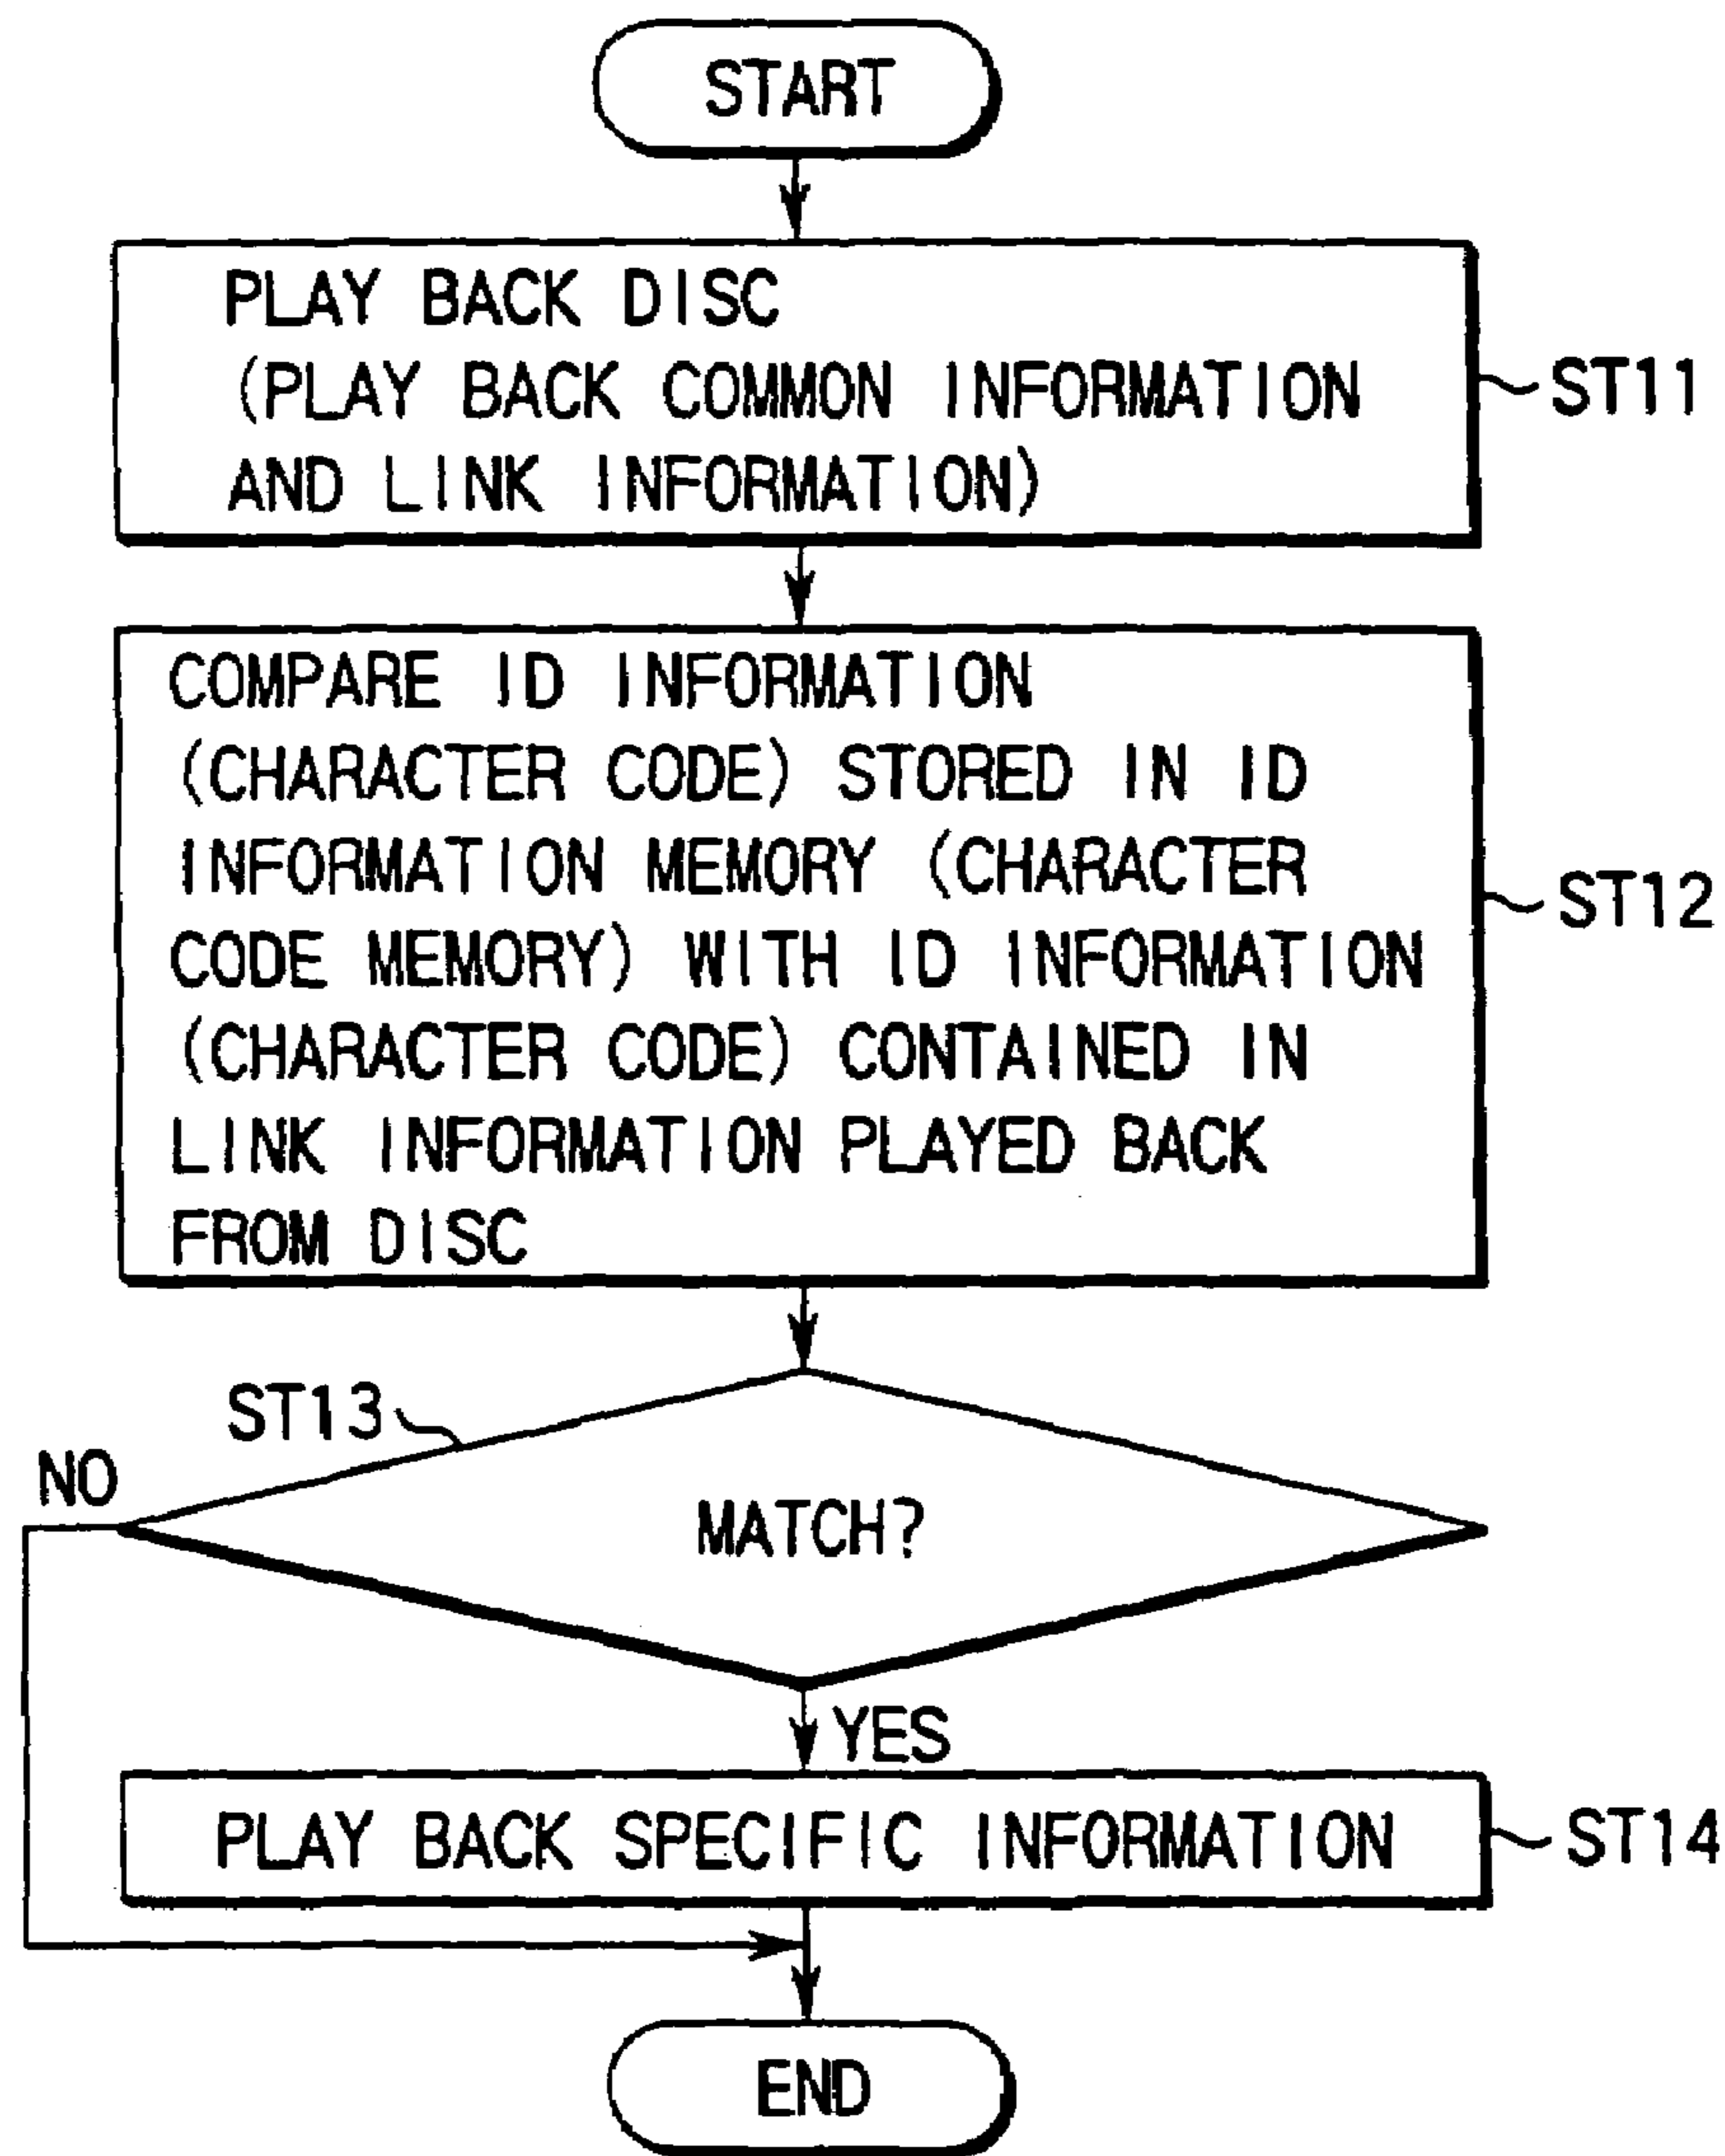 START
PLAY BACK DISC
(PLAY BACK COMMON INFORMATION
AND LINK INFORMATION)
ST11
COMPARE ID INFORMATION
(CHARACTER CODE) STORED IN ID
INFORMATION MEMORY (CHARACTER
CODE MEMORY) WITH ID INFORMATION
(CHARACTER CODE) CONTAINED IN
LINK INFORMATION PLAYED BACK
FROM DISC
ST12
ST13
NO
MATCH?
YES
PLAY BACK SPECIFIC INFORMATION
ST14
END